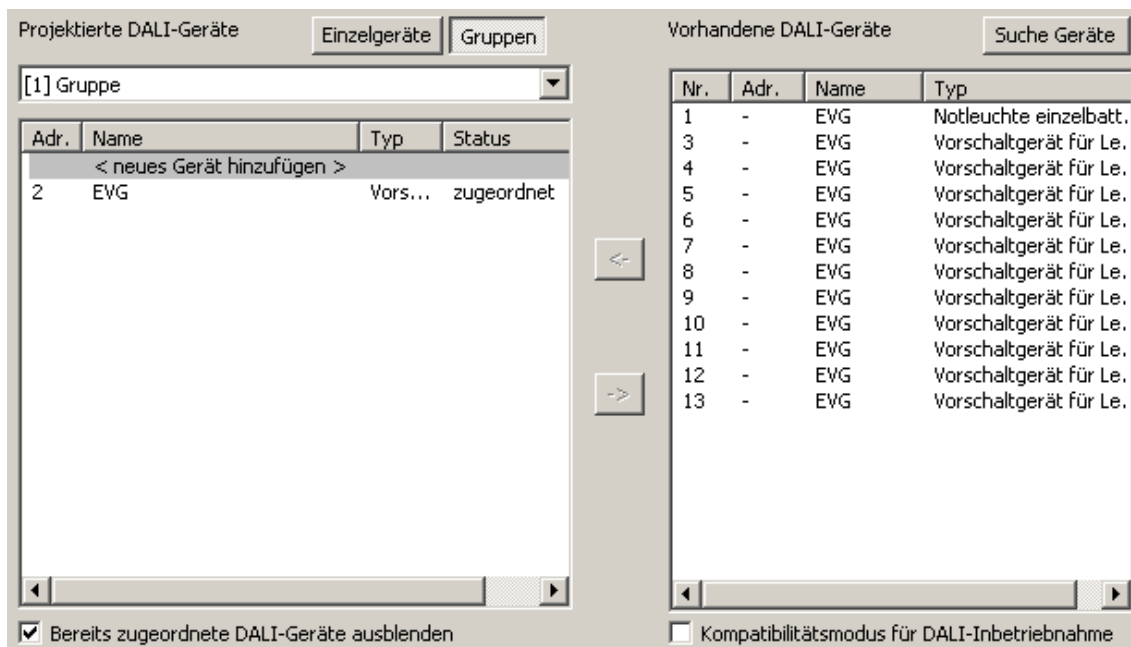 Projektierte DALI-Geräte
Einzelgeräte
Gruppen
[1] Gruppe
Adr. Name Typ Status
< neues Gerät hinzufügen >
2 EVG Vors... zugeordnet
Bereits zugeordnete DALI-Geräte ausblenden
<-
->
Vorhandene DALI-Geräte
Suche Geräte
Nr. Adr. Name Typ
1 - EVG Notleuchte einzelbatt.
3 - EVG Vorschaltgerät für Le.
4 - EVG Vorschaltgerät für Le.
5 - EVG Vorschaltgerät für Le.
6 - EVG Vorschaltgerät für Le.
7 - EVG Vorschaltgerät für Le.
8 - EVG Vorschaltgerät für Le.
9 - EVG Vorschaltgerät für Le.
10 - EVG Vorschaltgerät für Le.
11 - EVG Vorschaltgerät für Le.
12 - EVG Vorschaltgerät für Le.
13 - EVG Vorschaltgerät für Le.
Kompatibilitätsmodus für DALI-Inbetriebnahme